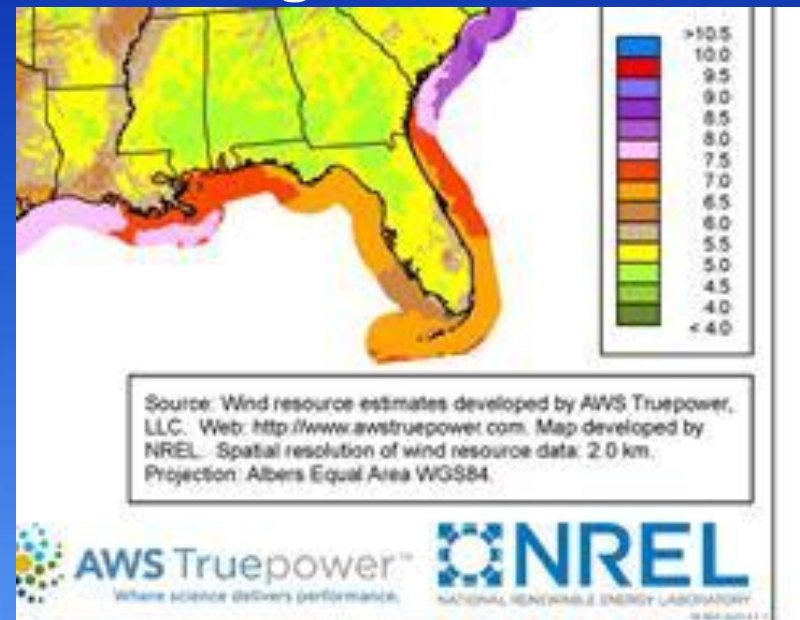 >10.5
10.0
9.5
9.0
8.5
8.0
7.5
7.0
6.5
6.0
5.5
5.0
4.5
4.0
< 4.0
Source: Wind resource estimates developed by AWS Truepower,
LLC. Web: http://www.awstruepower.com. Map developed by
NREL. Spatial resolution of wind resource data: 2.0 km.
Projection: Albers Equal Area WGS84.
AWS Truepower™
Where science delivers performance.
NREL
NATIONAL RENEWABLE ENERGY LABORATORY